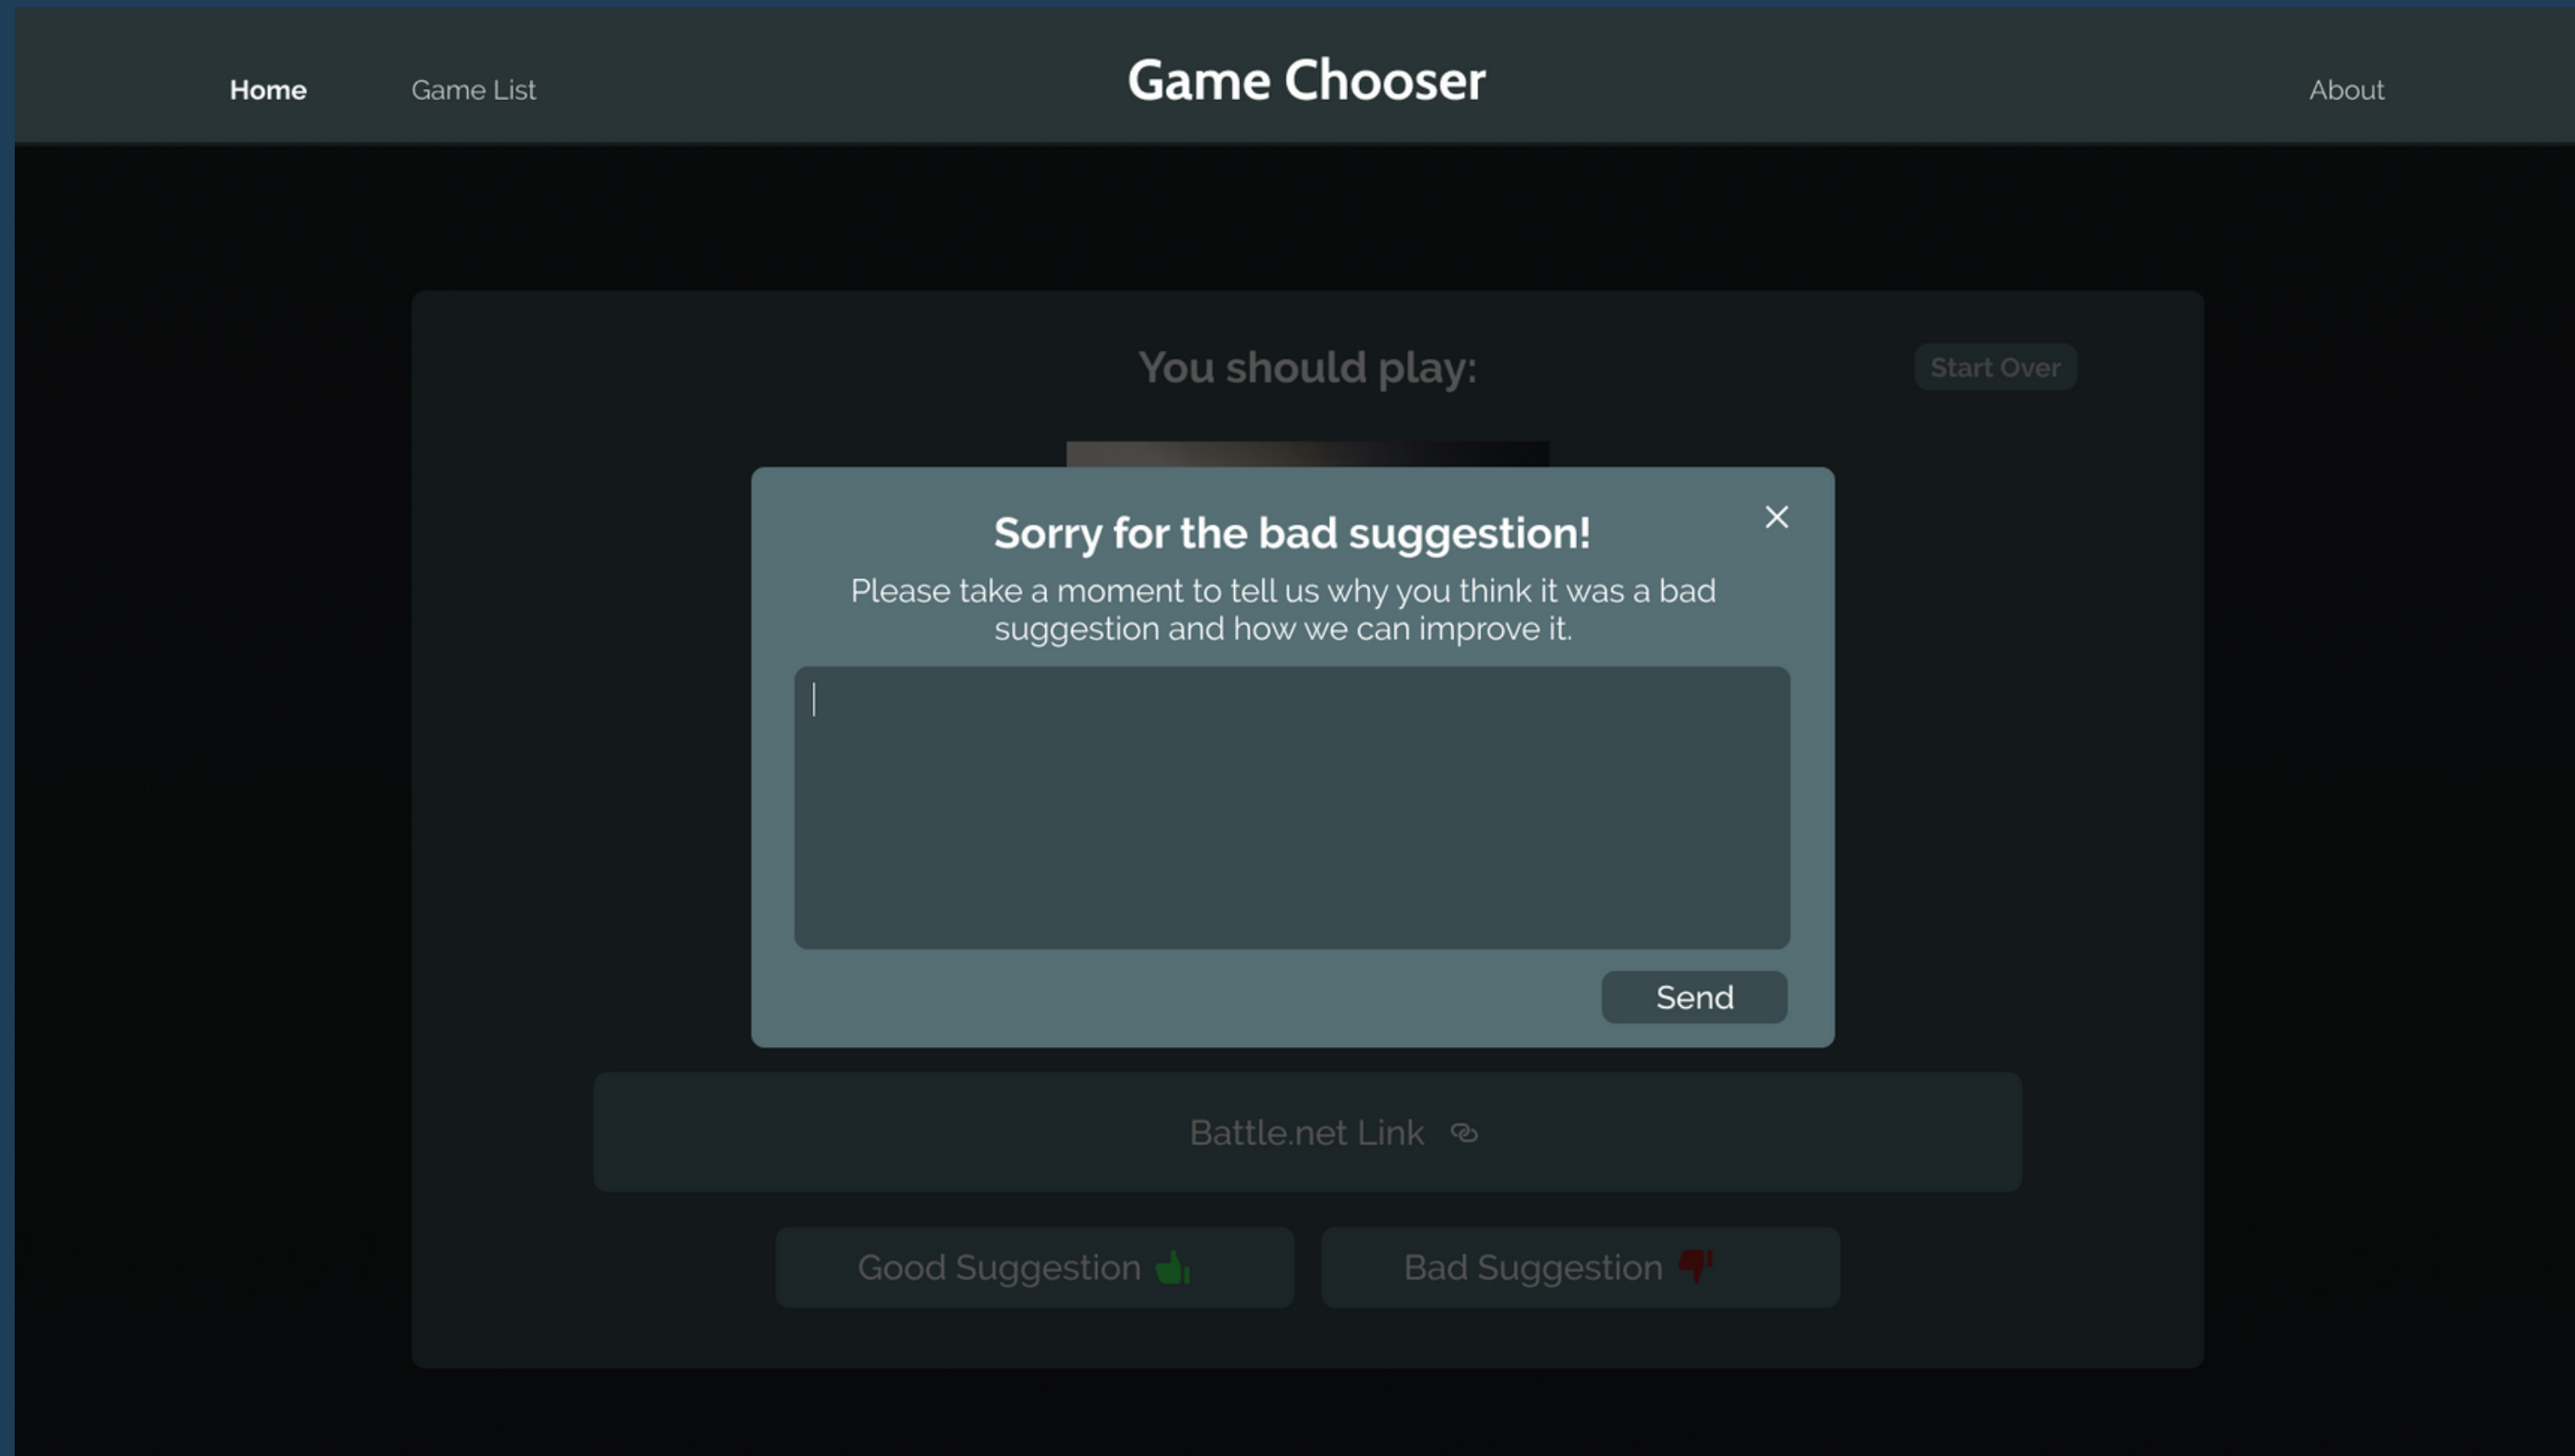 Home
Game List
Game Chooser
About
You should play:
Start Over
Sorry for the bad suggestion!
Please take a moment to tell us why you think it was a bad
suggestion and how we can improve it.
Send
Battle.net Link
Good Suggestion
Bad Suggestion